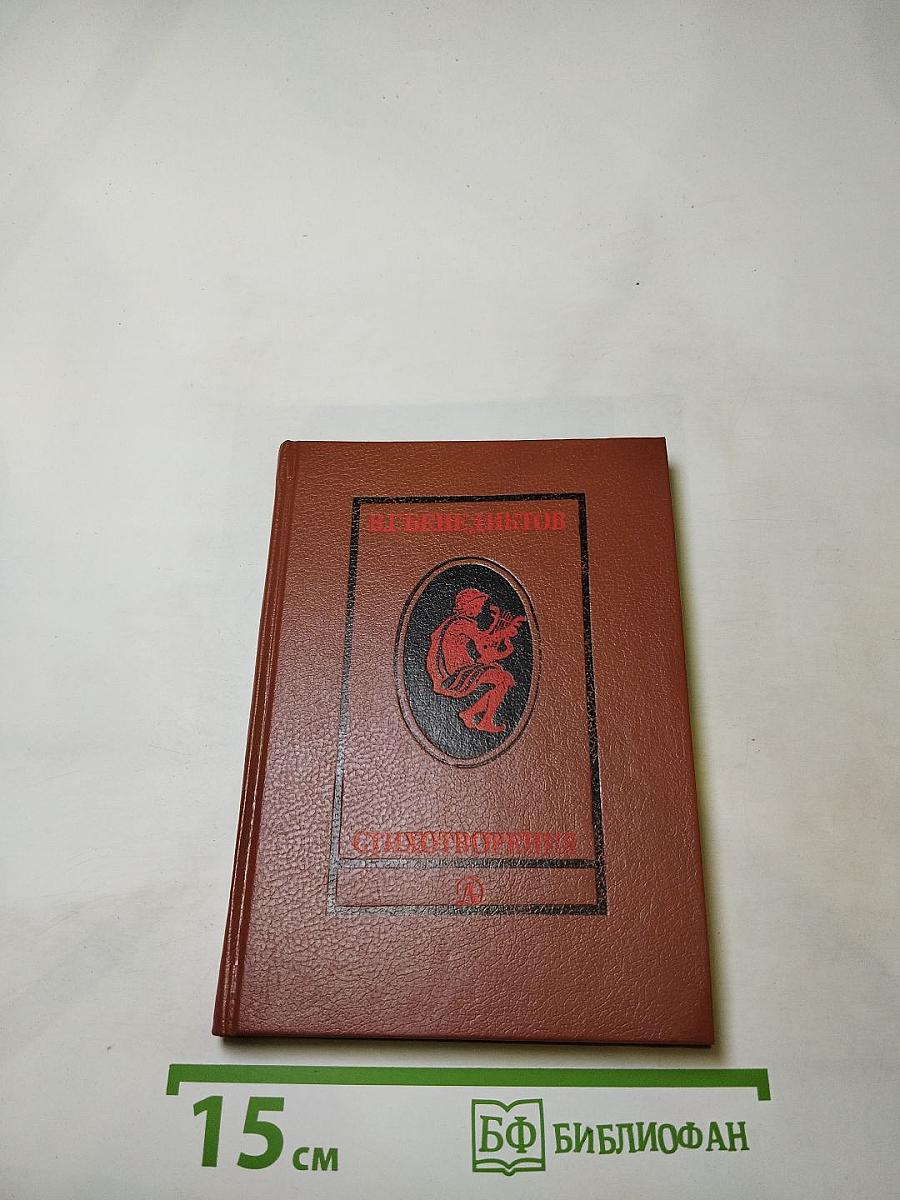 В.Г. БЕНЕДИКТОВ
СТИХОТВОРЕНИЯ
15 см
БФ БИБЛИОФАН